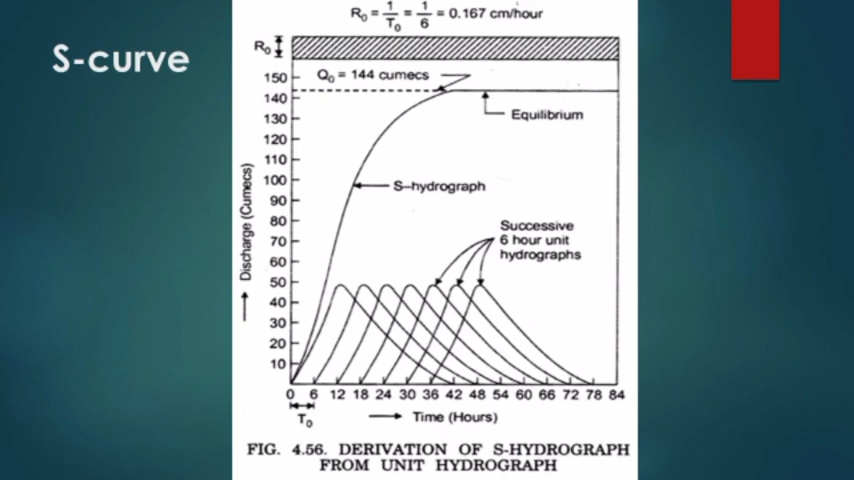 S-curve
R₀ = 1/T₀ = 1/6 = 0.167 cm/hour
R₀
Q₀ = 144 cumecs
Equilibrium
S-hydrograph
Successive
6 hour unit
hydrographs
Discharge (Cumecs)
150
140
130
120
110
100
90
80
70
60
50
40
30
20
10
0 6 12 18 24 30 36 42 48 54 60 66 72 78 84
T₀
Time (Hours)
FIG. 4.56. DERIVATION OF S-HYDROGRAPH
FROM UNIT HYDROGRAPH